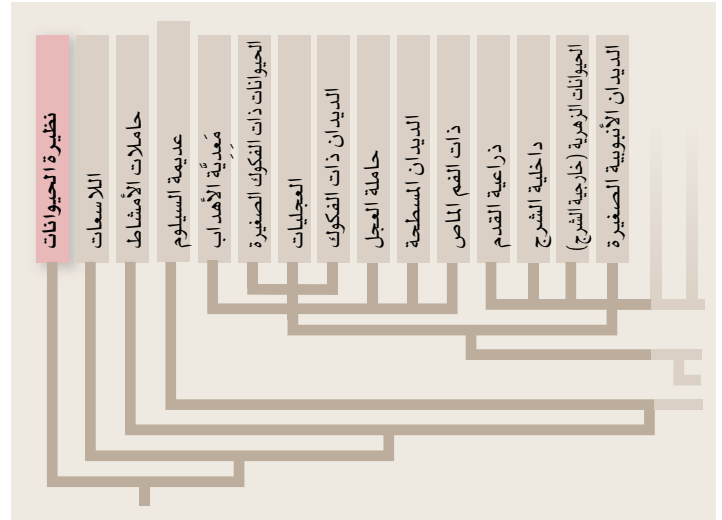 نظيرة الحيوانات
اللاسعات
حاملات الأمشاط
عديمة السيلوم
مَعدِيَّة الأهداب
الحيوانات ذات الفكوك الصغيرة
العجليات
الديدان ذات الفكوك
حاملة العجل
الديدان المسطحة
ذات الفم الماص
ذراعية القدم
داخلية الشرج
الحيوانات الزهرية (خارجية الشرج)
الديدان الأنبوبية الصغيرة